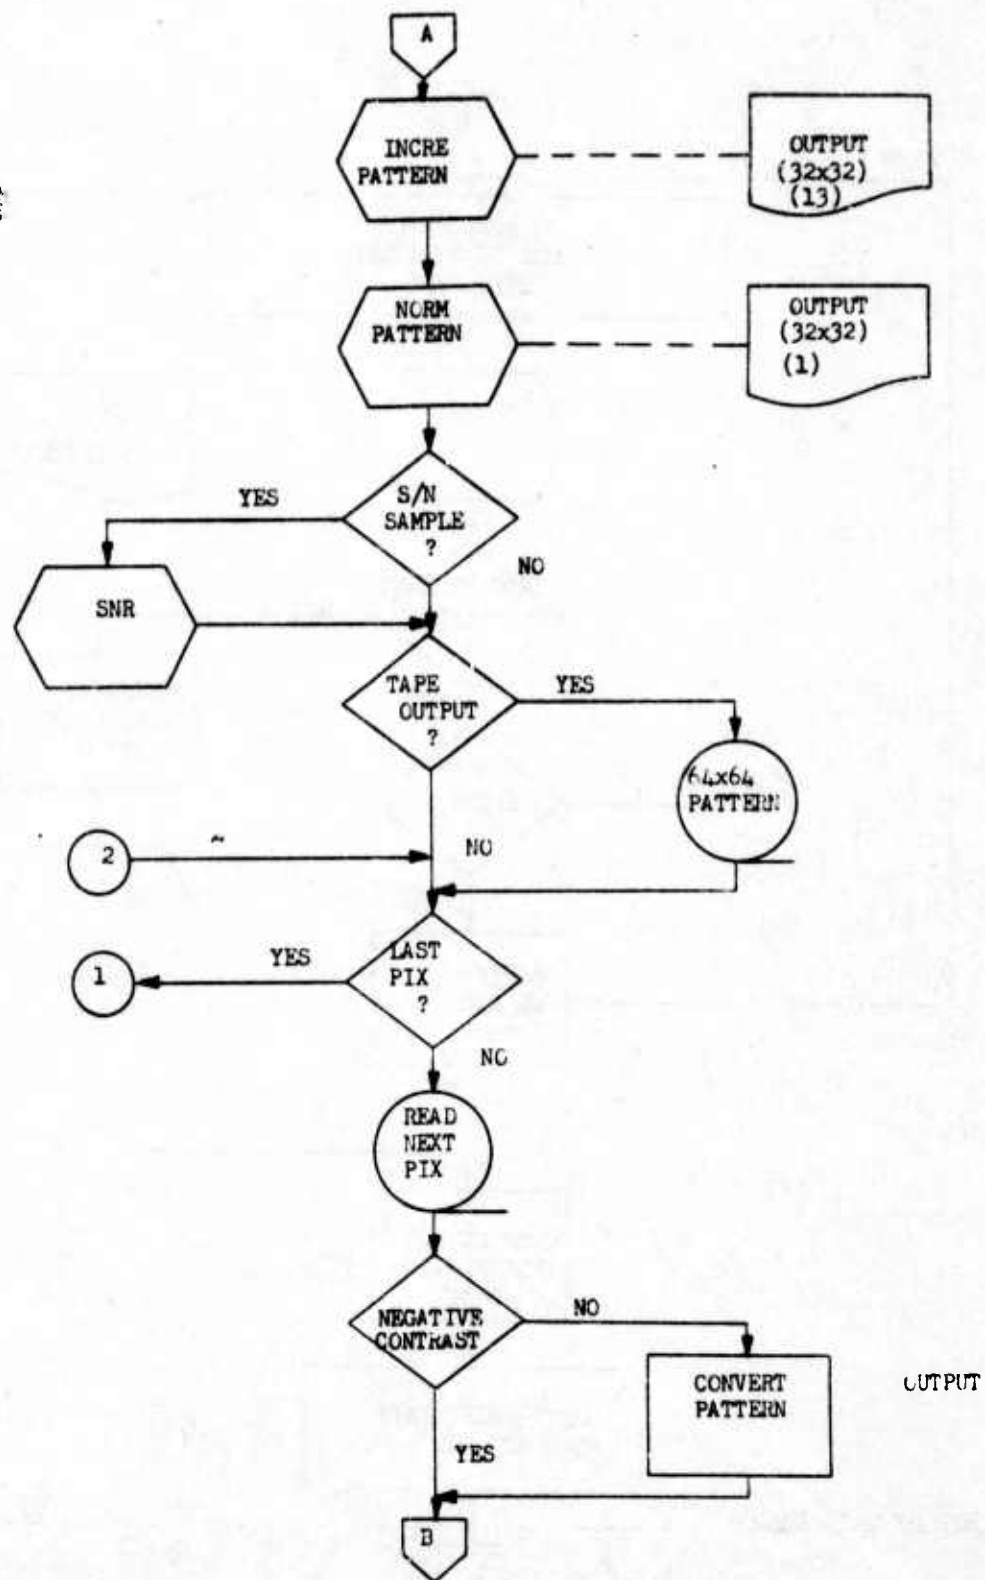 A
INCRE
PATTERN
OUTPUT
(32x32)
(13)
NORM
PATTERN
OUTPUT
(32x32)
(1)
S/N
SAMPLE
?
YES
NO
SNR
TAPE
OUTPUT
?
YES
64x64
PATTERN
NO
2
LAST
PIX
?
YES
1
NO
READ
NEXT
PIX
NEGATIVE
CONTRAST
NO
CONVERT
PATTERN
OUTPUT
YES
B